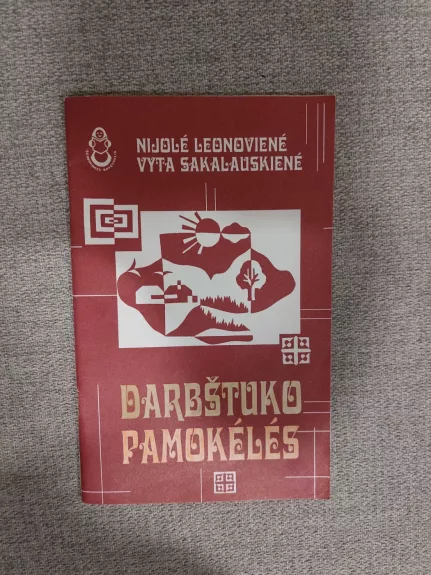 NIJOLĖ LEONOVIENĖ
VYTA SAKALAUSKIENĖ
DARBŠTUKO
PAMOKĖLĖS